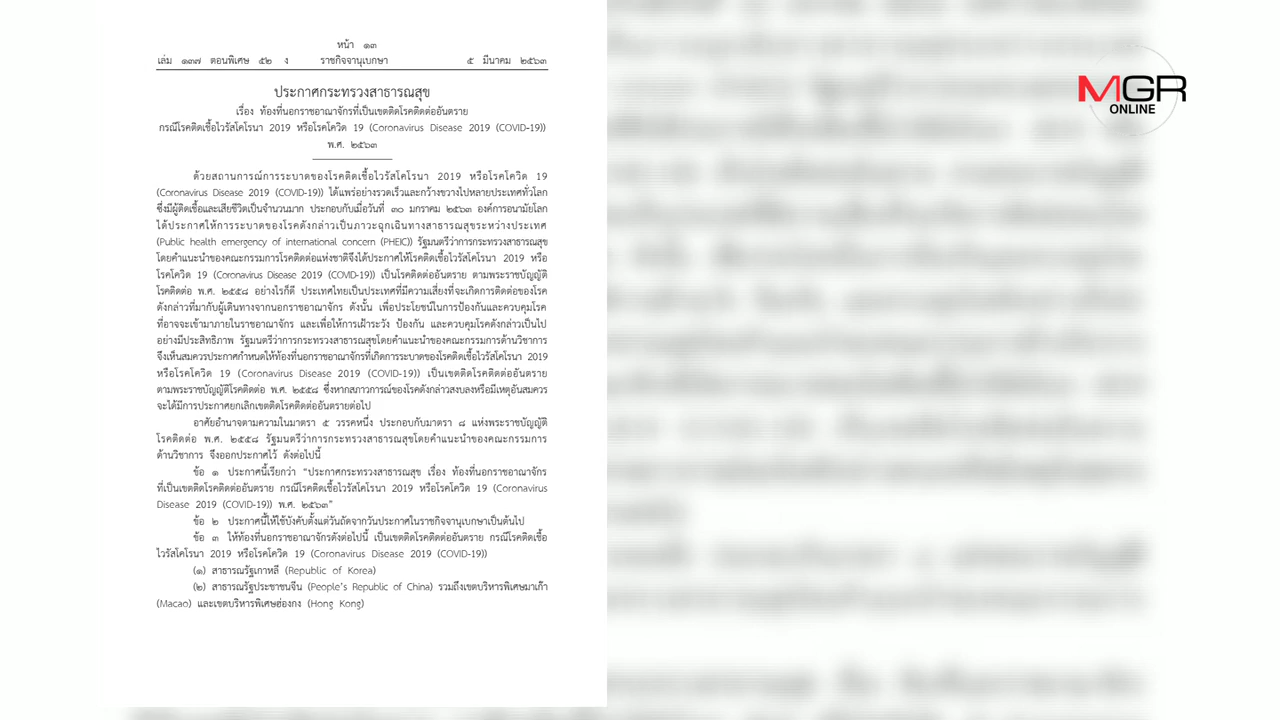 หน้า ๑๓
เล่ม ๑๓๗ ตอนพิเศษ ๕๒ ง ราชกิจจานุเบกษา ๕ มีนาคม ๒๕๖๓
ประกาศกระทรวงสาธารณสุข
เรื่อง ท้องที่นอกราชอาณาจักรที่เป็นเขตติดโรคติดต่ออันตราย
กรณีโรคติดเชื้อไวรัสโคโรนา 2019 หรือโรคโควิด 19 (Coronavirus Disease 2019 (COVID-19))
พ.ศ. ๒๕๖๓
ด้วยสถานการณ์การระบาดของโรคติดเชื้อไวรัสโคโรนา 2019 หรือโรคโควิด 19
(Coronavirus Disease 2019 (COVID-19)) ได้แพร่อย่างรวดเร็วและกว้างขวางไปหลายประเทศทั่วโลก
ซึ่งมีผู้ติดเชื้อและเสียชีวิตเป็นจำนวนมาก ประกอบกับเมื่อวันที่ ๓๐ มกราคม ๒๕๖๓ องค์การอนามัยโลก
ได้ประกาศให้การระบาดของโรคดังกล่าวเป็นภาวะฉุกเฉินทางสาธารณสุขระหว่างประเทศ
(Public health emergency of international concern (PHEIC)) รัฐมนตรีว่าการกระทรวงสาธารณสุข
โดยคำแนะนำของคณะกรรมการโรคติดต่อแห่งชาติจึงได้ประกาศให้โรคติดเชื้อไวรัสโคโรนา 2019 หรือ
โรคโควิด 19 (Coronavirus Disease 2019 (COVID-19)) เป็นโรคติดต่ออันตราย ตามพระราชบัญญัติ
โรคติดต่อ พ.ศ. ๒๕๕๘ อย่างไรก็ดี ประเทศไทยเป็นประเทศที่มีความเสี่ยงที่จะเกิดการติดต่อของโรค
ดังกล่าวที่มากับผู้เดินทางจากนอกราชอาณาจักร ดังนั้น เพื่อประโยชน์ในการป้องกันและควบคุมโรค
ที่อาจจะเข้ามาภายในราชอาณาจักร และเพื่อให้การเฝ้าระวัง ป้องกัน และควบคุมโรคดังกล่าวเป็นไป
อย่างมีประสิทธิภาพ รัฐมนตรีว่าการกระทรวงสาธารณสุขโดยคำแนะนำของคณะกรรมการด้านวิชาการ
จึงเห็นสมควรประกาศกำหนดให้ท้องที่นอกราชอาณาจักรที่เกิดการระบาดของโรคติดเชื้อไวรัสโคโรนา 2019
หรือโรคโควิด 19 (Coronavirus Disease 2019 (COVID-19)) เป็นเขตติดโรคติดต่ออันตราย
ตามพระราชบัญญัติโรคติดต่อ พ.ศ. ๒๕๕๘ ซึ่งหากสภาวการณ์ของโรคดังกล่าวสงบลงหรือมีเหตุอันสมควร
จะได้มีการประกาศยกเลิกเขตติดโรคติดต่ออันตรายต่อไป
อาศัยอำนาจตามความในมาตรา ๕ วรรคหนึ่ง ประกอบกับมาตรา ๘ แห่งพระราชบัญญัติ
โรคติดต่อ พ.ศ. ๒๕๕๘ รัฐมนตรีว่าการกระทรวงสาธารณสุขโดยคำแนะนำของคณะกรรมการ
ด้านวิชาการ จึงออกประกาศไว้ ดังต่อไปนี้
ข้อ ๑ ประกาศนี้เรียกว่า “ประกาศกระทรวงสาธารณสุข เรื่อง ท้องที่นอกราชอาณาจักร
ที่เป็นเขตติดโรคติดต่ออันตราย กรณีโรคติดเชื้อไวรัสโคโรนา 2019 หรือโรคโควิด 19 (Coronavirus
Disease 2019 (COVID-19)) พ.ศ. ๒๕๖๓”
ข้อ ๒ ประกาศนี้ให้ใช้บังคับตั้งแต่วันถัดจากวันประกาศในราชกิจจานุเบกษาเป็นต้นไป
ข้อ ๓ ให้ท้องที่นอกราชอาณาจักรดังต่อไปนี้ เป็นเขตติดโรคติดต่ออันตราย กรณีโรคติดเชื้อ
ไวรัสโคโรนา 2019 หรือโรคโควิด 19 (Coronavirus Disease 2019 (COVID-19))
(๑) สาธารณรัฐเกาหลี (Republic of Korea)
(๒) สาธารณรัฐประชาชนจีน (People's Republic of China) รวมถึงเขตบริหารพิเศษมาเก๊า
(Macao) และเขตบริหารพิเศษฮ่องกง (Hong Kong)
MGR
ONLINE